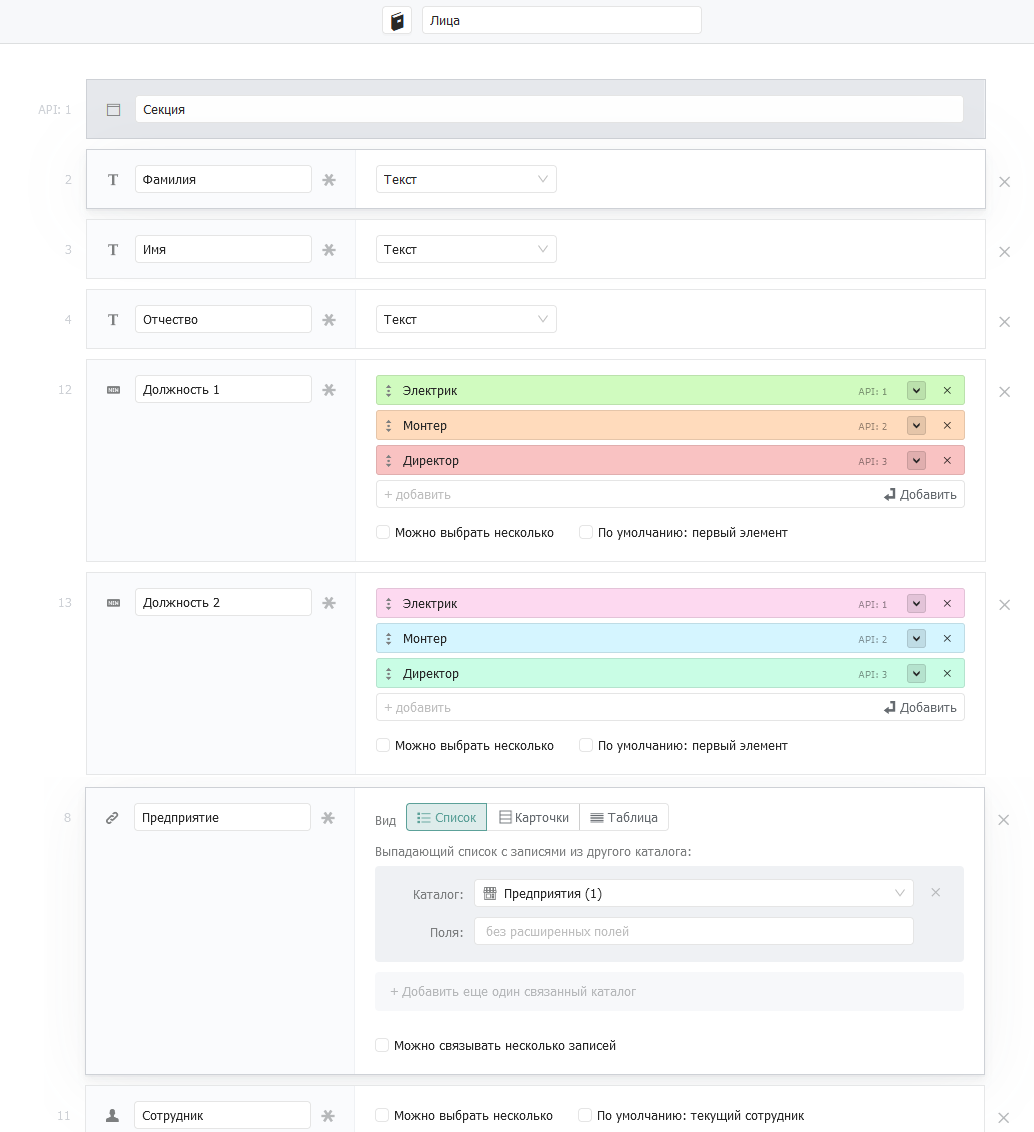 Лица
API: 1 Секция
2 T Фамилия Текст
3 T Имя Текст
4 T Отчество Текст
12 Должность 1 Электрик API: 1
Монтер API: 2
Директор API: 3
+ добавить Добавить
Можно выбрать несколько По умолчанию: первый элемент
13 Должность 2 Электрик API: 1
Монтер API: 2
Директор API: 3
+ добавить Добавить
Можно выбрать несколько По умолчанию: первый элемент
8 Предприятие Вид Список Карточки Таблица
Выпадающий список с записями из другого каталога:
Каталог: Предприятия (1)
Поля: без расширенных полей
+ Добавить еще один связанный каталог
Можно связывать несколько записей
11 Сотрудник Можно выбрать несколько По умолчанию: текущий сотрудник